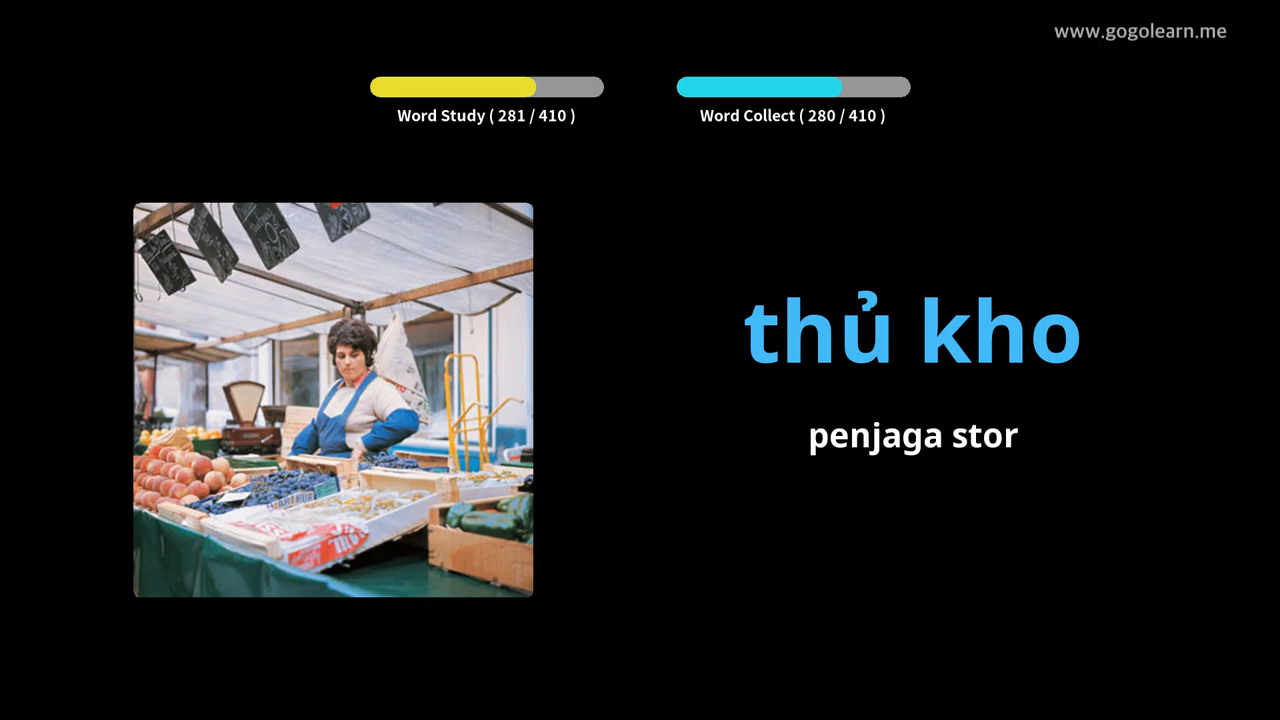 www.gogolearn.me
Word Study ( 281 / 410 )
Word Collect ( 280 / 410 )
thủ kho
penjaga stor